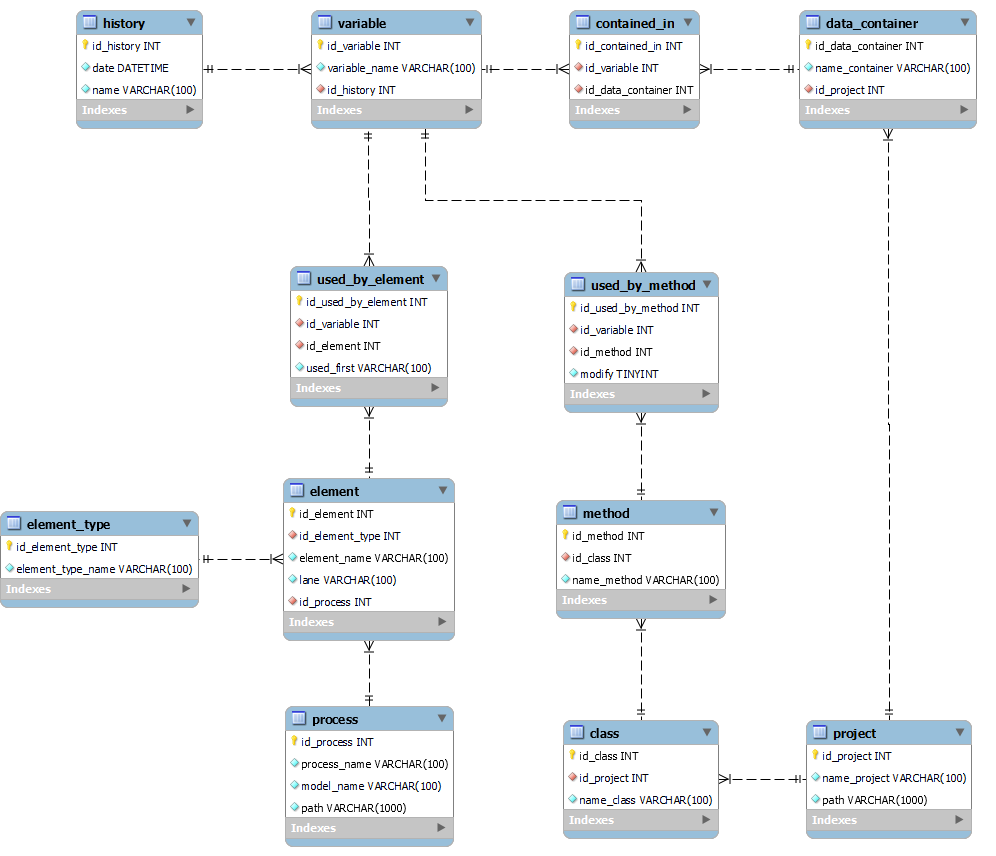 history
id_history INT
date DATETIME
name VARCHAR(100)
Indexes
variable
id_variable INT
variable_name VARCHAR(100)
id_history INT
Indexes
contained_in
id_contained_in INT
id_variable INT
id_data_container INT
Indexes
data_container
id_data_container INT
name_container VARCHAR(100)
id_project INT
Indexes
used_by_element
id_used_by_element INT
id_variable INT
id_element INT
used_first VARCHAR(100)
Indexes
used_by_method
id_used_by_method INT
id_variable INT
id_method INT
modify TINYINT
Indexes
element_type
id_element_type INT
element_type_name VARCHAR(100)
Indexes
element
id_element INT
id_element_type INT
element_name VARCHAR(100)
lane VARCHAR(100)
id_process INT
Indexes
method
id_method INT
id_class INT
name_method VARCHAR(100)
Indexes
process
id_process INT
process_name VARCHAR(100)
model_name VARCHAR(100)
path VARCHAR(1000)
Indexes
class
id_class INT
id_project INT
name_class VARCHAR(100)
Indexes
project
id_project INT
name_project VARCHAR(100)
path VARCHAR(1000)
Indexes